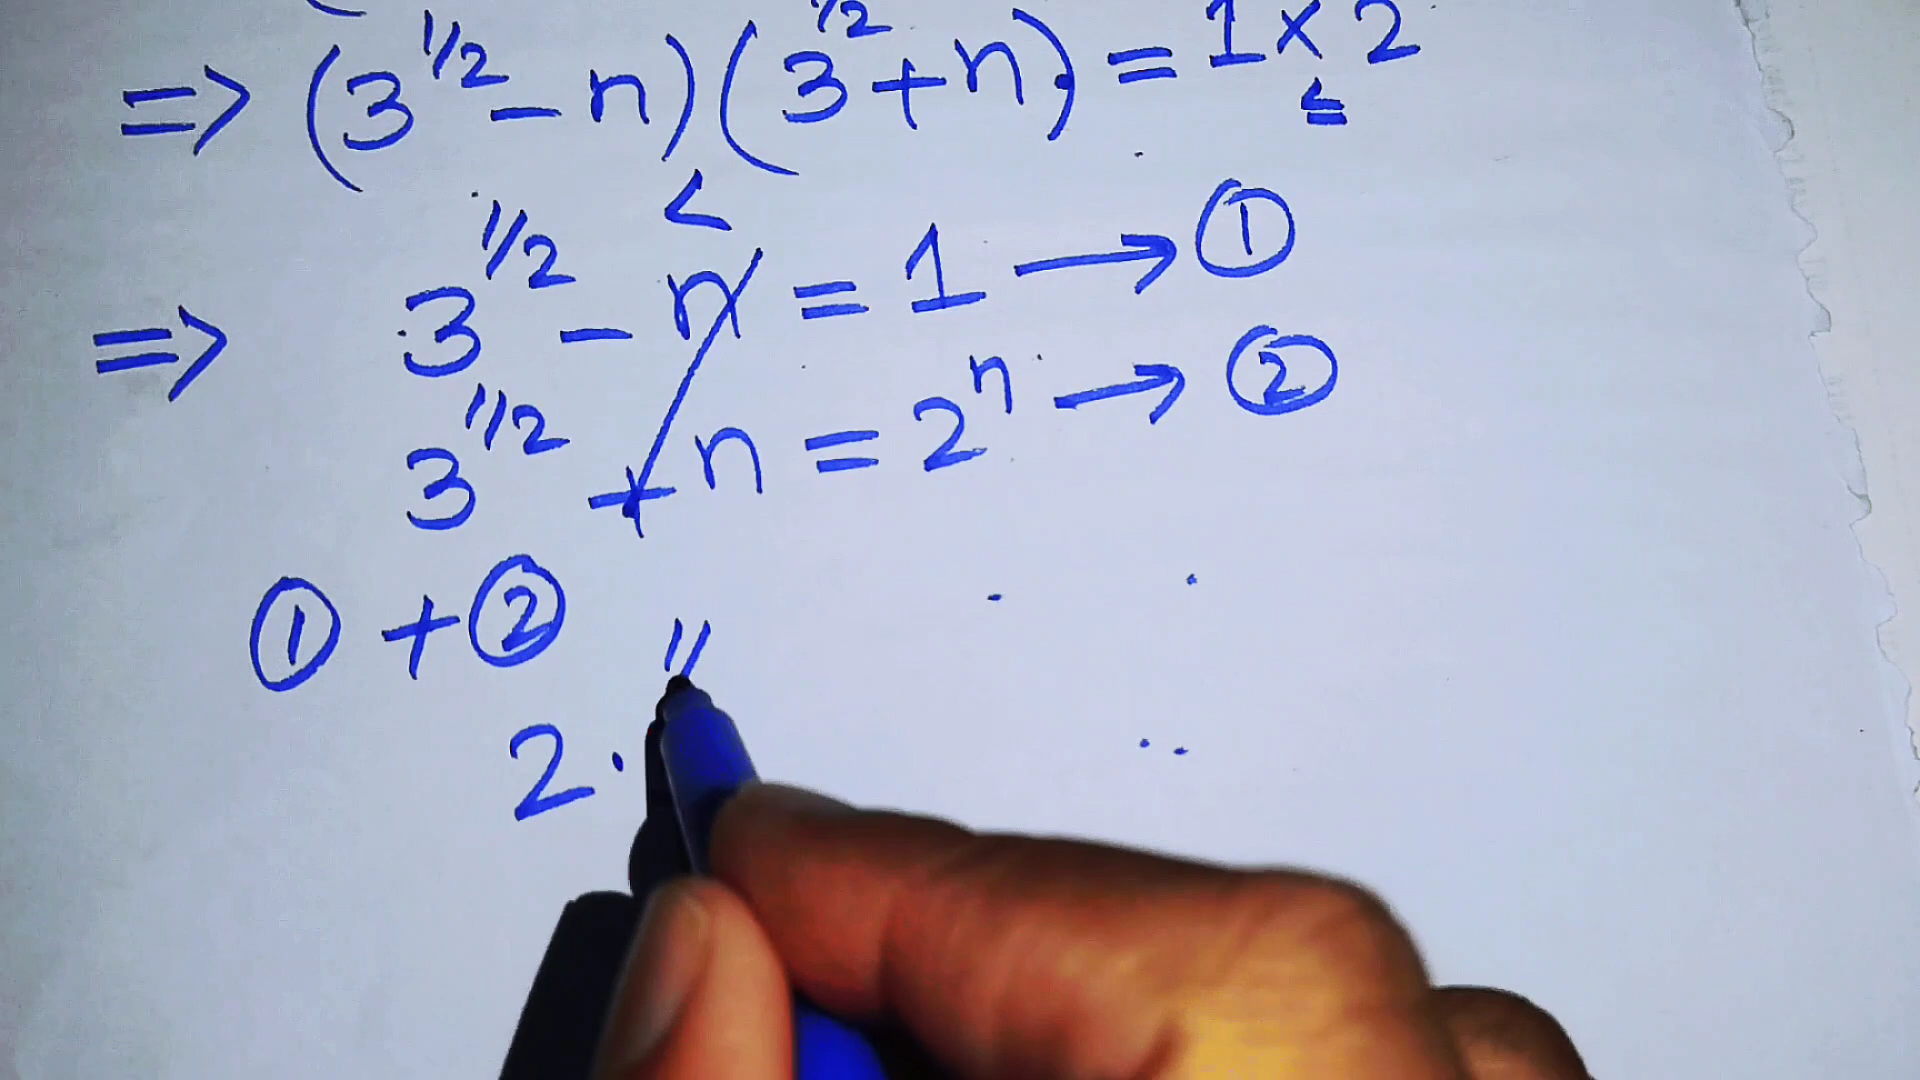 => (3^1/2 - n)(3^1/2 + n) = 1 × 2
=> 3^1/2 - n = 1 → ①
3^1/2 + n = 2^n → ②
① + ②
2 ·